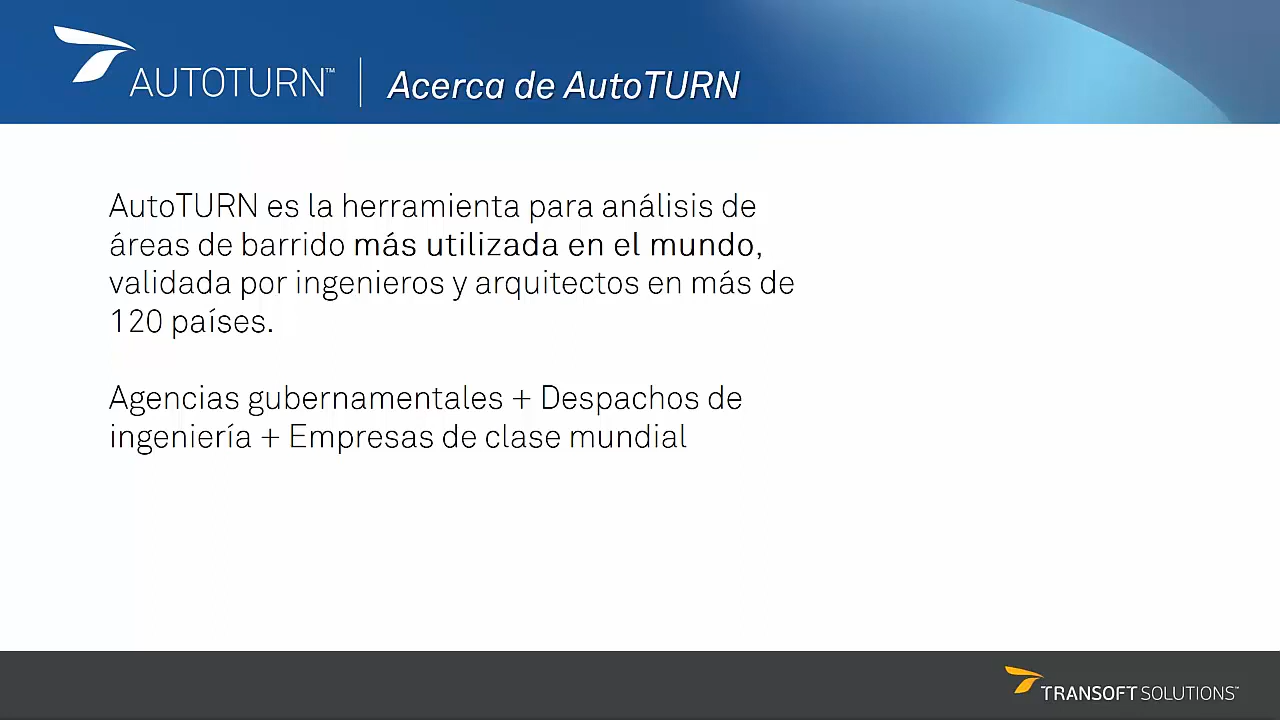 AUTOTURN™ | Acerca de AutoTURN
AutoTURN es la herramienta para análisis de
áreas de barrido más utilizada en el mundo,
validada por ingenieros y arquitectos en más de
120 países.
Agencias gubernamentales + Despachos de
ingeniería + Empresas de clase mundial
TRANSOFT SOLUTIONS™